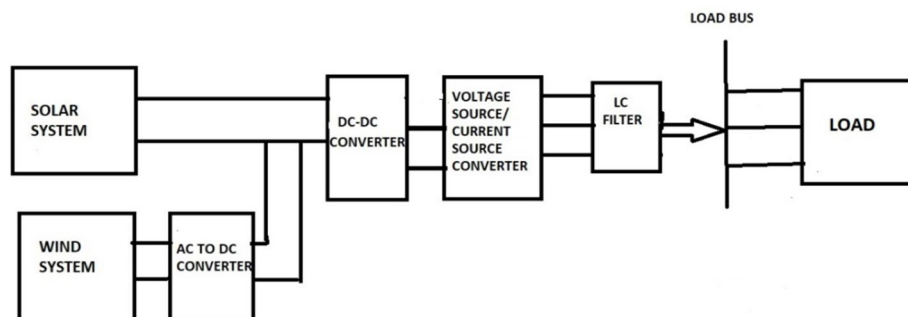 LOAD BUS
SOLAR
SYSTEM
DC-DC
CONVERTER
VOLTAGE
SOURCE/
CURRENT
SOURCE
CONVERTER
LC
FILTER
LOAD
WIND
SYSTEM
AC TO DC
CONVERTER